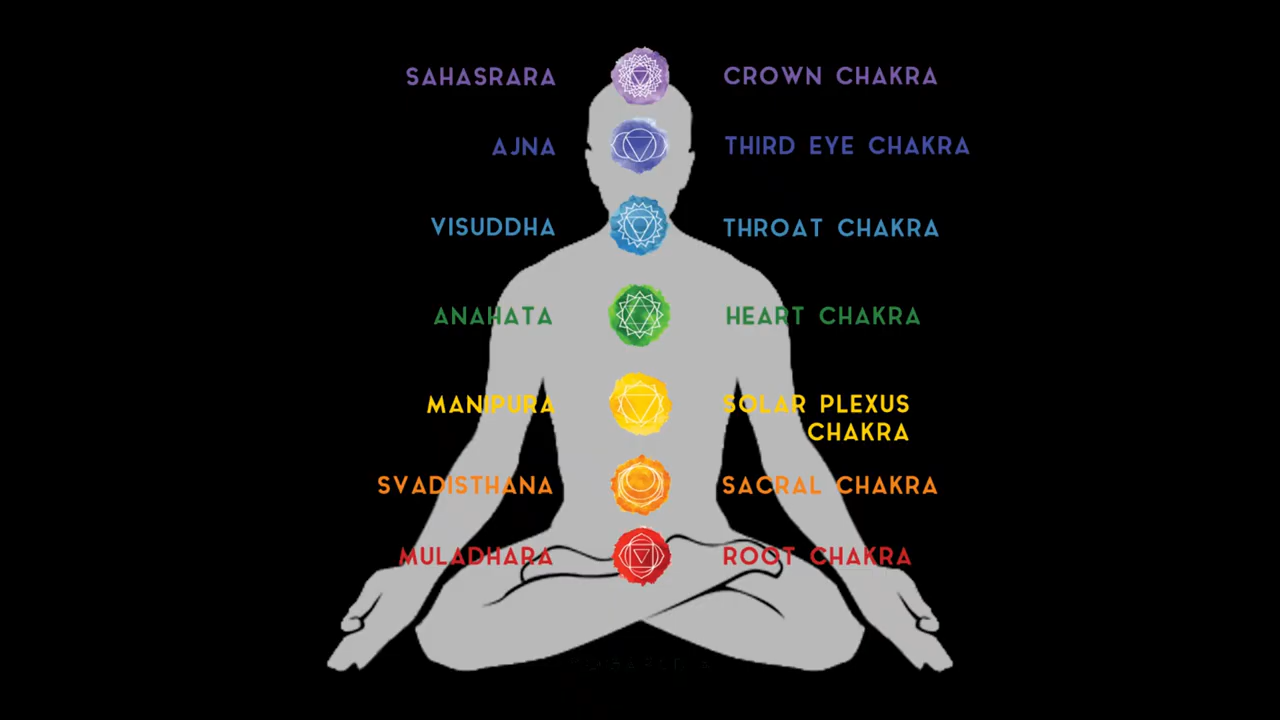 SAHASRARA CROWN CHAKRA
AJNA THIRD EYE CHAKRA
VISUDDHA THROAT CHAKRA
ANAHATA HEART CHAKRA
MANIPURA SOLAR PLEXUS
CHAKRA
SVADISTHANA SACRAL CHAKRA
MULADHARA ROOT CHAKRA